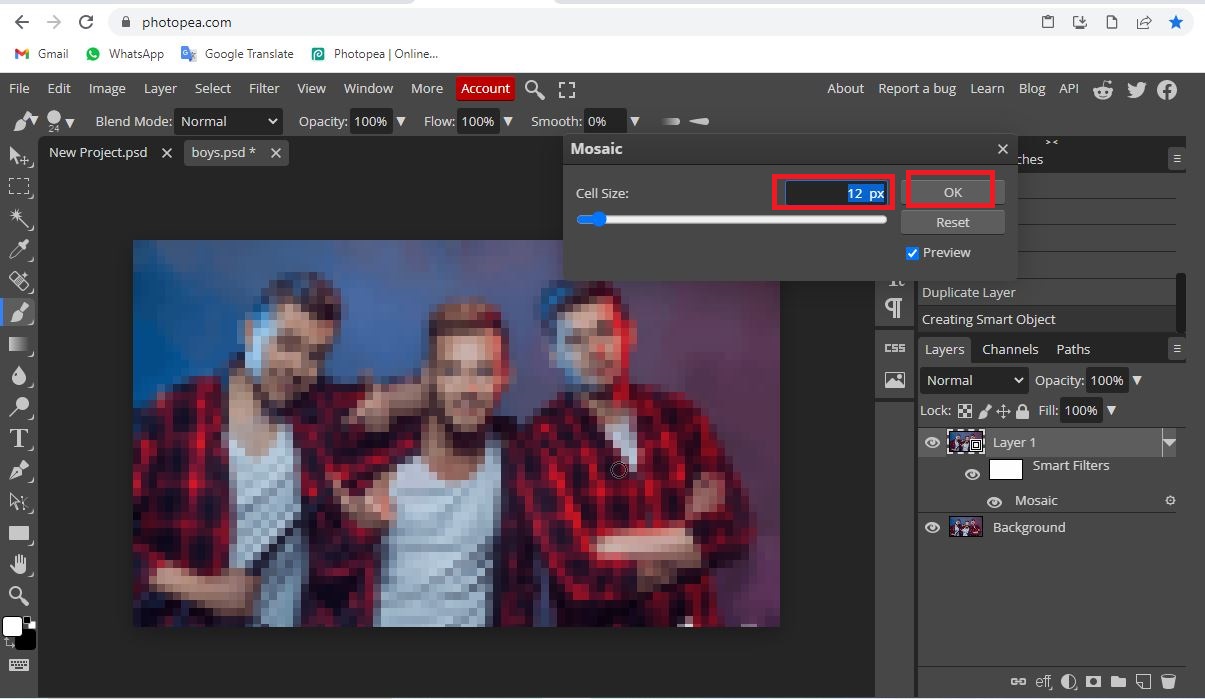 photopea.com
Gmail WhatsApp Google Translate Photopea | Online...
File Edit Image Layer Select Filter View Window More Account About Report a bug Learn Blog API
24 Blend Mode: Normal Opacity: 100% Flow: 100% Smooth: 0%
New Project.psd boys.psd *
Mosaic
ches
Cell Size: 12 px OK
Reset
Preview
Duplicate Layer
Creating Smart Object
CSS
Layers Channels Paths
Normal Opacity: 100%
Lock: Fill: 100%
Layer 1
Smart Filters
Mosaic
Background
eff